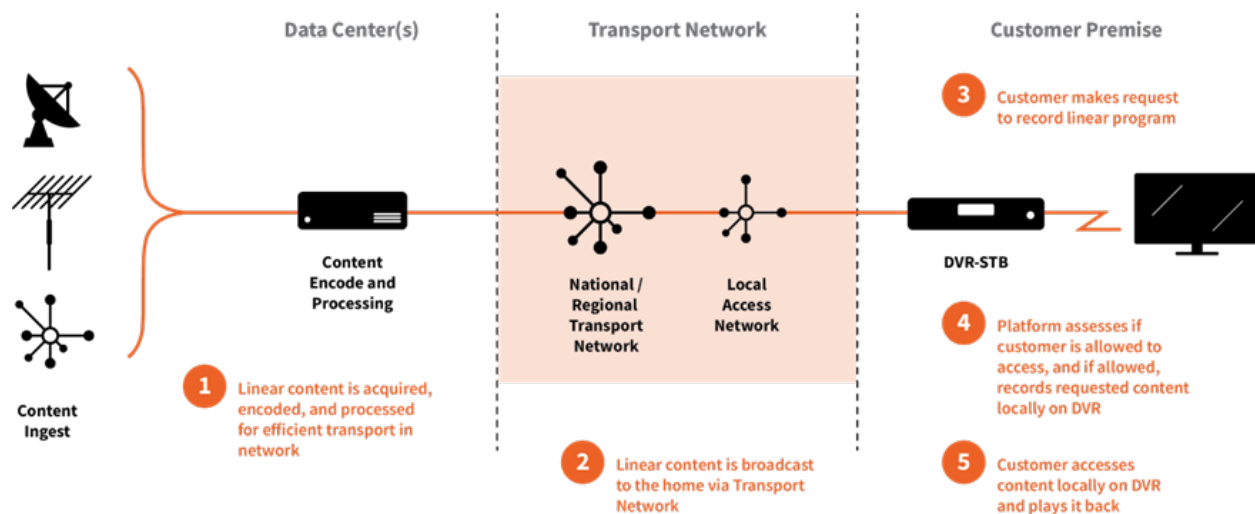 Data Center(s)
Transport Network
Customer Premise
Content
Ingest
Content
Encode and
Processing
1
Linear content is acquired,
encoded, and processed
for efficient transport in
network
National /
Regional
Transport
Network
Local
Access
Network
2
Linear content is broadcast
to the home via Transport
Network
3
Customer makes request
to record linear program
DVR-STB
4
Platform assesses if
customer is allowed to
access, and if allowed,
records requested content
locally on DVR
5
Customer accesses
content locally on DVR
and plays it back